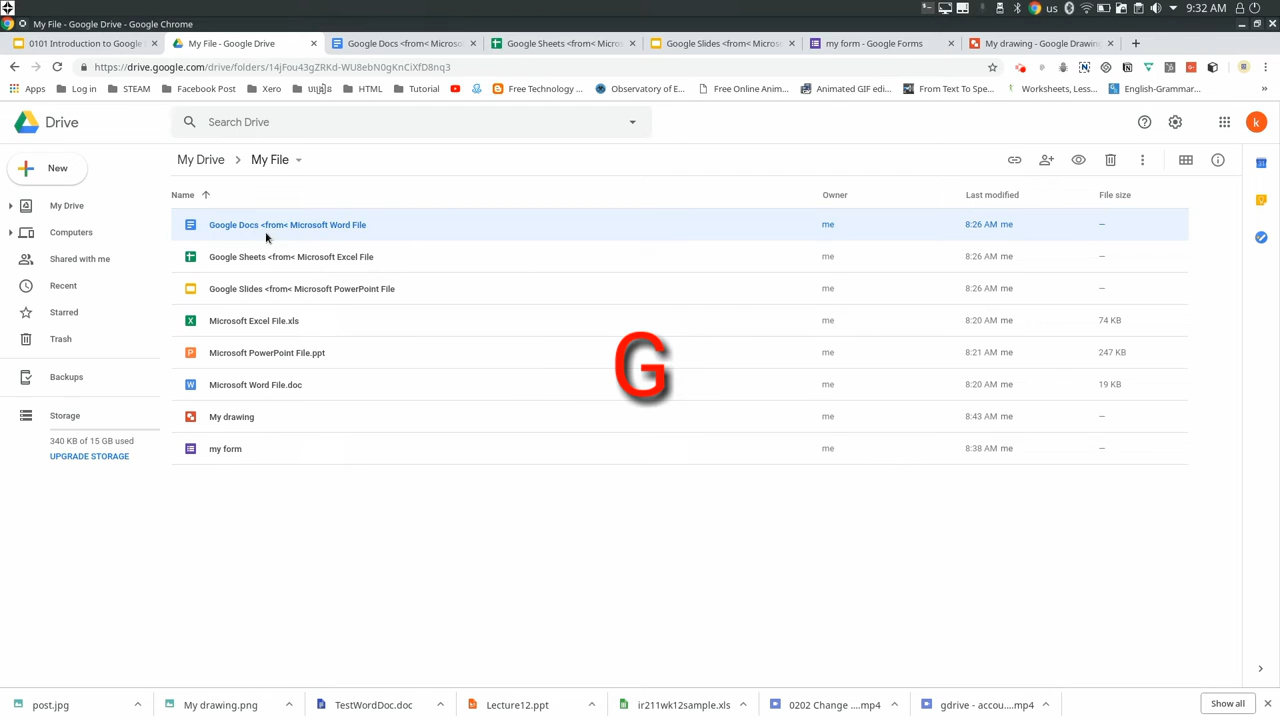 9:32 AM
us
My File - Google Drive - Google Chrome
0101 Introduction to Google
My File - Google Drive
Google Docs <from< Microso
Google Sheets <from< Micros
Google Slides <from< Micros
my form - Google Forms
My drawing - Google Drawin
https://drive.google.com/drive/folders/14jFou43gZRKd-WU8ebN0gKnCiXfD8nq3
Apps
Log in
STEAM
Facebook Post
Xero
HTML
Tutorial
Free Technology ...
Observatory of E...
Free Online Anim...
Animated GIF edi...
From Text To Spe...
Worksheets, Less...
English-Grammar...
Drive
Search Drive
k
New
My Drive > My File
Name
Owner
Last modified
File size
My Drive
Computers
Shared with me
Recent
Starred
Trash
Backups
Storage
340 KB of 15 GB used
UPGRADE STORAGE
Google Docs <from< Microsoft Word File me 8:26 AM me –
Google Sheets <from< Microsoft Excel File me 8:26 AM me –
Google Slides <from< Microsoft PowerPoint File me 8:26 AM me –
Microsoft Excel File.xls me 8:20 AM me 74 KB
Microsoft PowerPoint File.ppt me 8:21 AM me 247 KB
Microsoft Word File.doc me 8:20 AM me 19 KB
My drawing me 8:43 AM me –
my form me 8:38 AM me –
G
post.jpg
My drawing.png
TestWordDoc.doc
Lecture12.ppt
ir211wk12sample.xls
0202 Change ....mp4
gdrive - accou....mp4
Show all